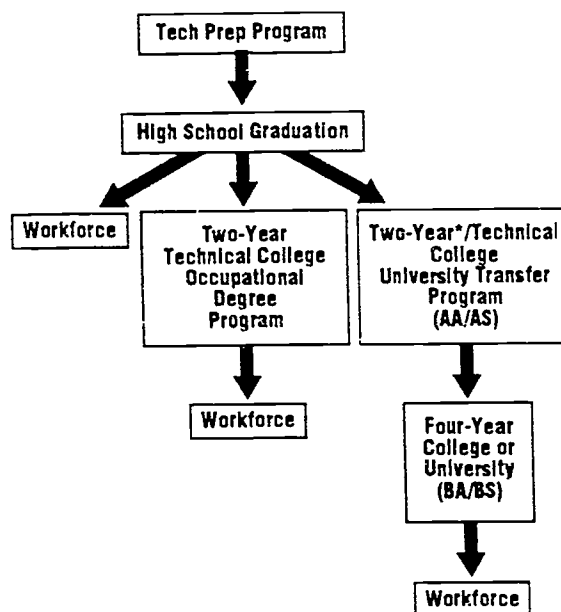 Tech Prep Program
High School Graduation
Workforce
Two-Year
Technical College
Occupational
Degree
Program
Two-Year*/Technical
College
University Transfer
Program
(AA/AS)
Workforce
Four-Year
College or
University
(BA/BS)
Workforce